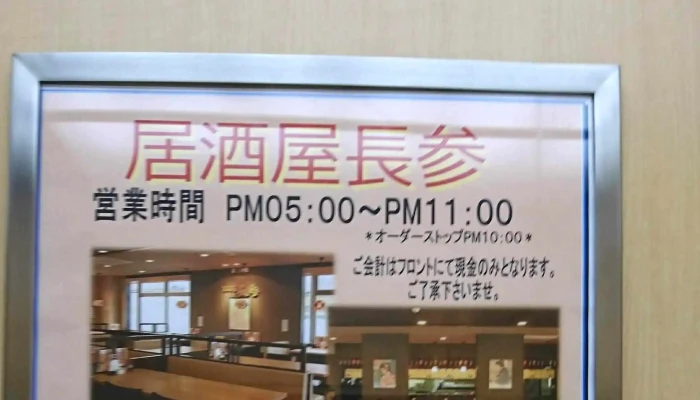 居酒屋長参
営業時間 PM05:00～PM11:00
*オーダーストップPM10:00*
ご会計はフロントにて現金のみとなります。
ご了承下さいませ。